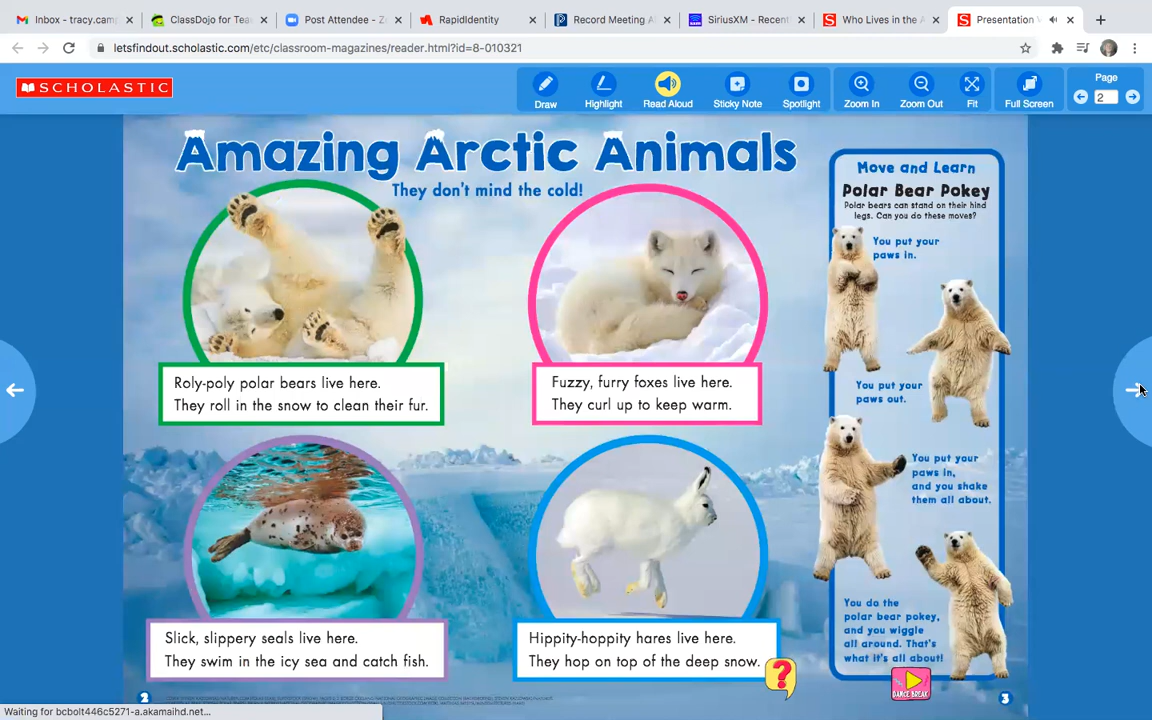 Inbox - tracy.cam
ClassDojo for Tea
Post Attendee - Z
RapidIdentity
Record Meeting A
SiriusXM - Recen
Who Lives in the A
Presentation
letsfindout.scholastic.com/etc/classroom-magazines/reader.html?id=8-010321
SCHOLASTIC
Draw
Highlight
Read Aloud
Sticky Note
Spotlight
Zoom In
Zoom Out
Fit
Full Screen
Page
2
Amazing Arctic Animals
They don't mind the cold!
Roly-poly polar bears live here.
They roll in the snow to clean their fur.
Fuzzy, furry foxes live here.
They curl up to keep warm.
Slick, slippery seals live here.
They swim in the icy sea and catch fish.
Hippity-hoppity hares live here.
They hop on top of the deep snow.
?
Move and Learn
Polar Bear Pokey
Polar bears can stand on their hind
legs. Can you do these moves?
You put your
paws in.
You put your
paws out.
You put your
paws in,
and you shake
them all about.
You do the
polar bear pokey,
and you wiggle
all around. That's
what it's all about!
DANCE BREAK
2
3
Waiting for bcbolt446c5271-a.akamaihd.net...